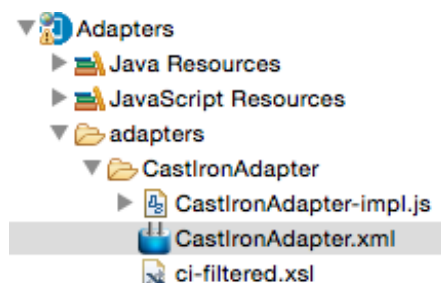 Adapters
Java Resources
JavaScript Resources
adapters
CastIronAdapter
CastIronAdapter-impl.js
CastIronAdapter.xml
ci-filtered.xsl